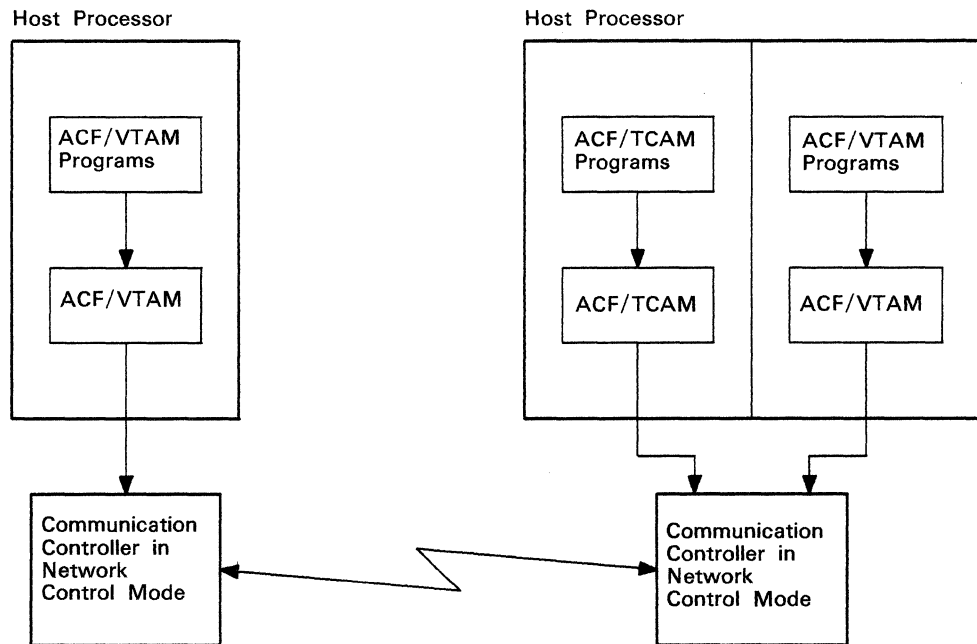 Host Processor
Host Processor
ACF/VTAM
Programs
ACF/TCAM
Programs
ACF/VTAM
Programs
ACF/VTAM
ACF/TCAM
ACF/VTAM
Communication
Controller in
Network
Control Mode
Communication
Controller in
Network
Control Mode